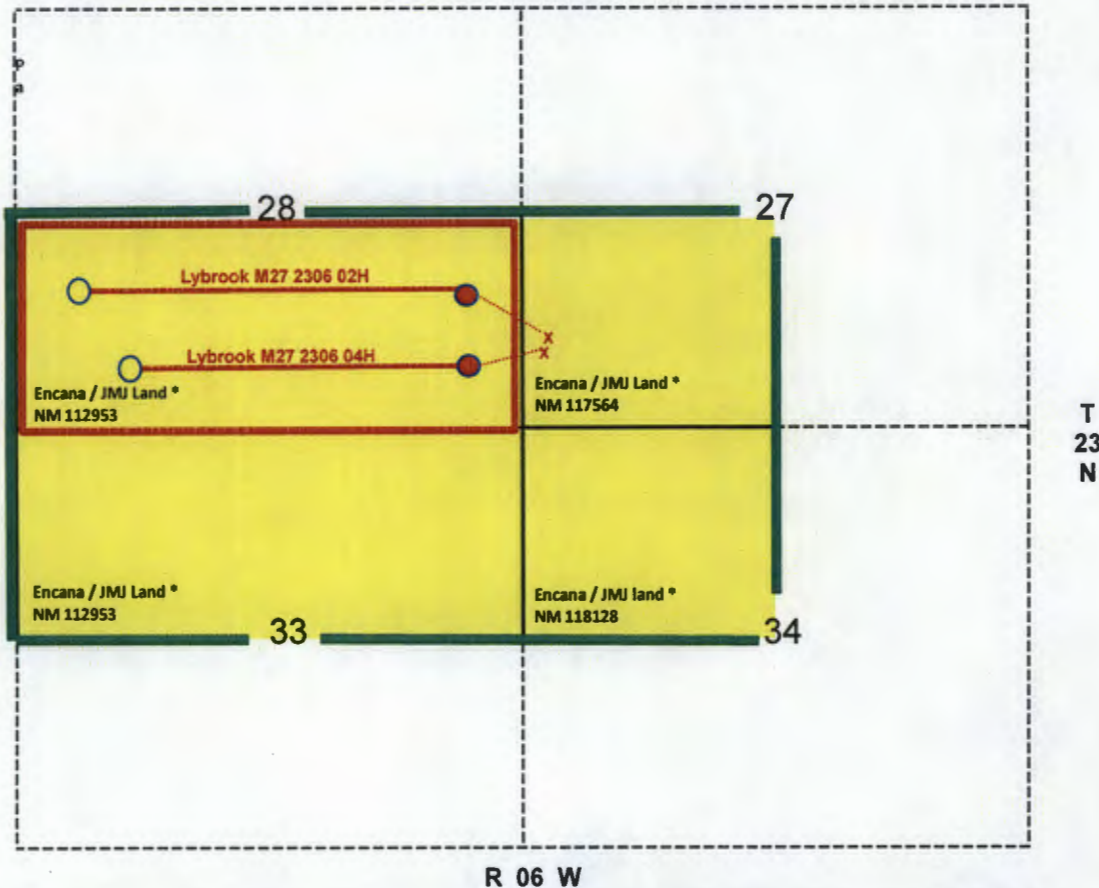 28
27
Lybrook M27 2306 02H
x
x
Lybrook M27 2306 04H
Encana / JMJ Land *
NM 112953
Encana / JMJ Land *
NM 117564
T
23
N
Encana / JMJ Land *
NM 112953
Encana / JMJ land *
NM 118128
33
34
R 06 W